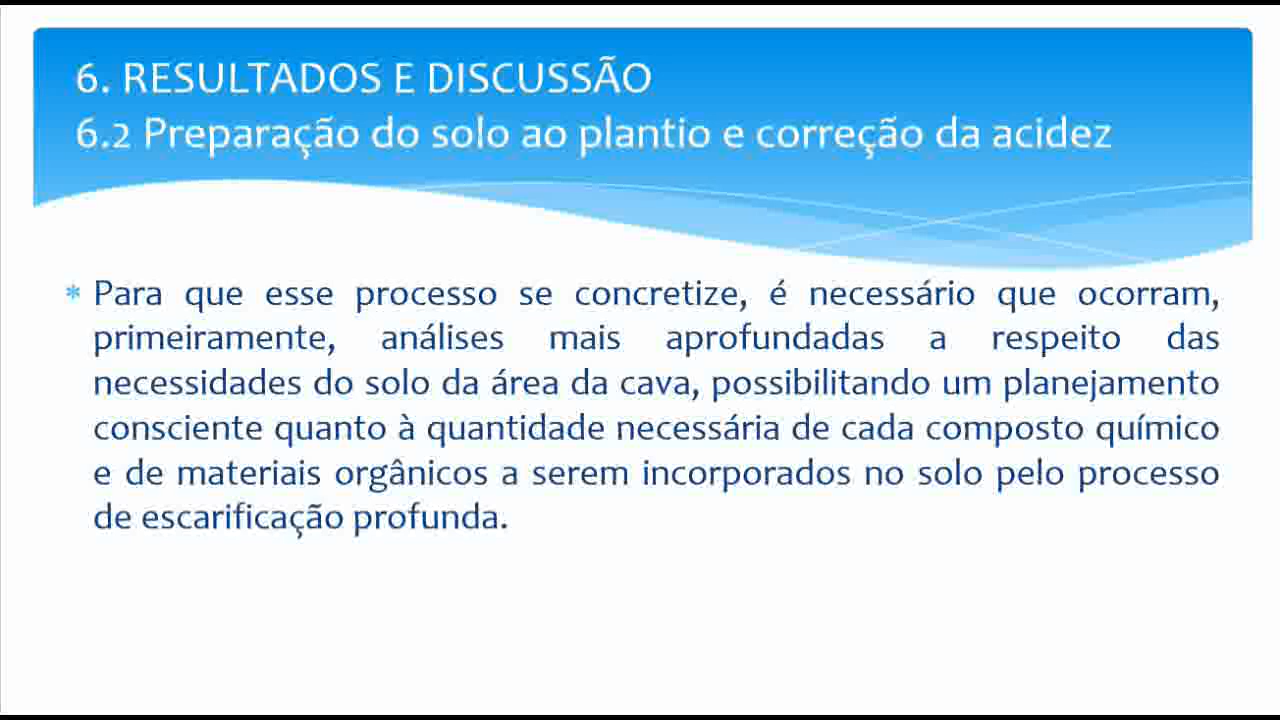 6. RESULTADOS E DISCUSSÃO
6.2 Preparação do solo ao plantio e correção da acidez
* Para que esse processo se concretize, é necessário que ocorram,
primeiramente, análises mais aprofundadas a respeito das
necessidades do solo da área da cava, possibilitando um planejamento
consciente quanto à quantidade necessária de cada composto químico
e de materiais orgânicos a serem incorporados no solo pelo processo
de escarificação profunda.